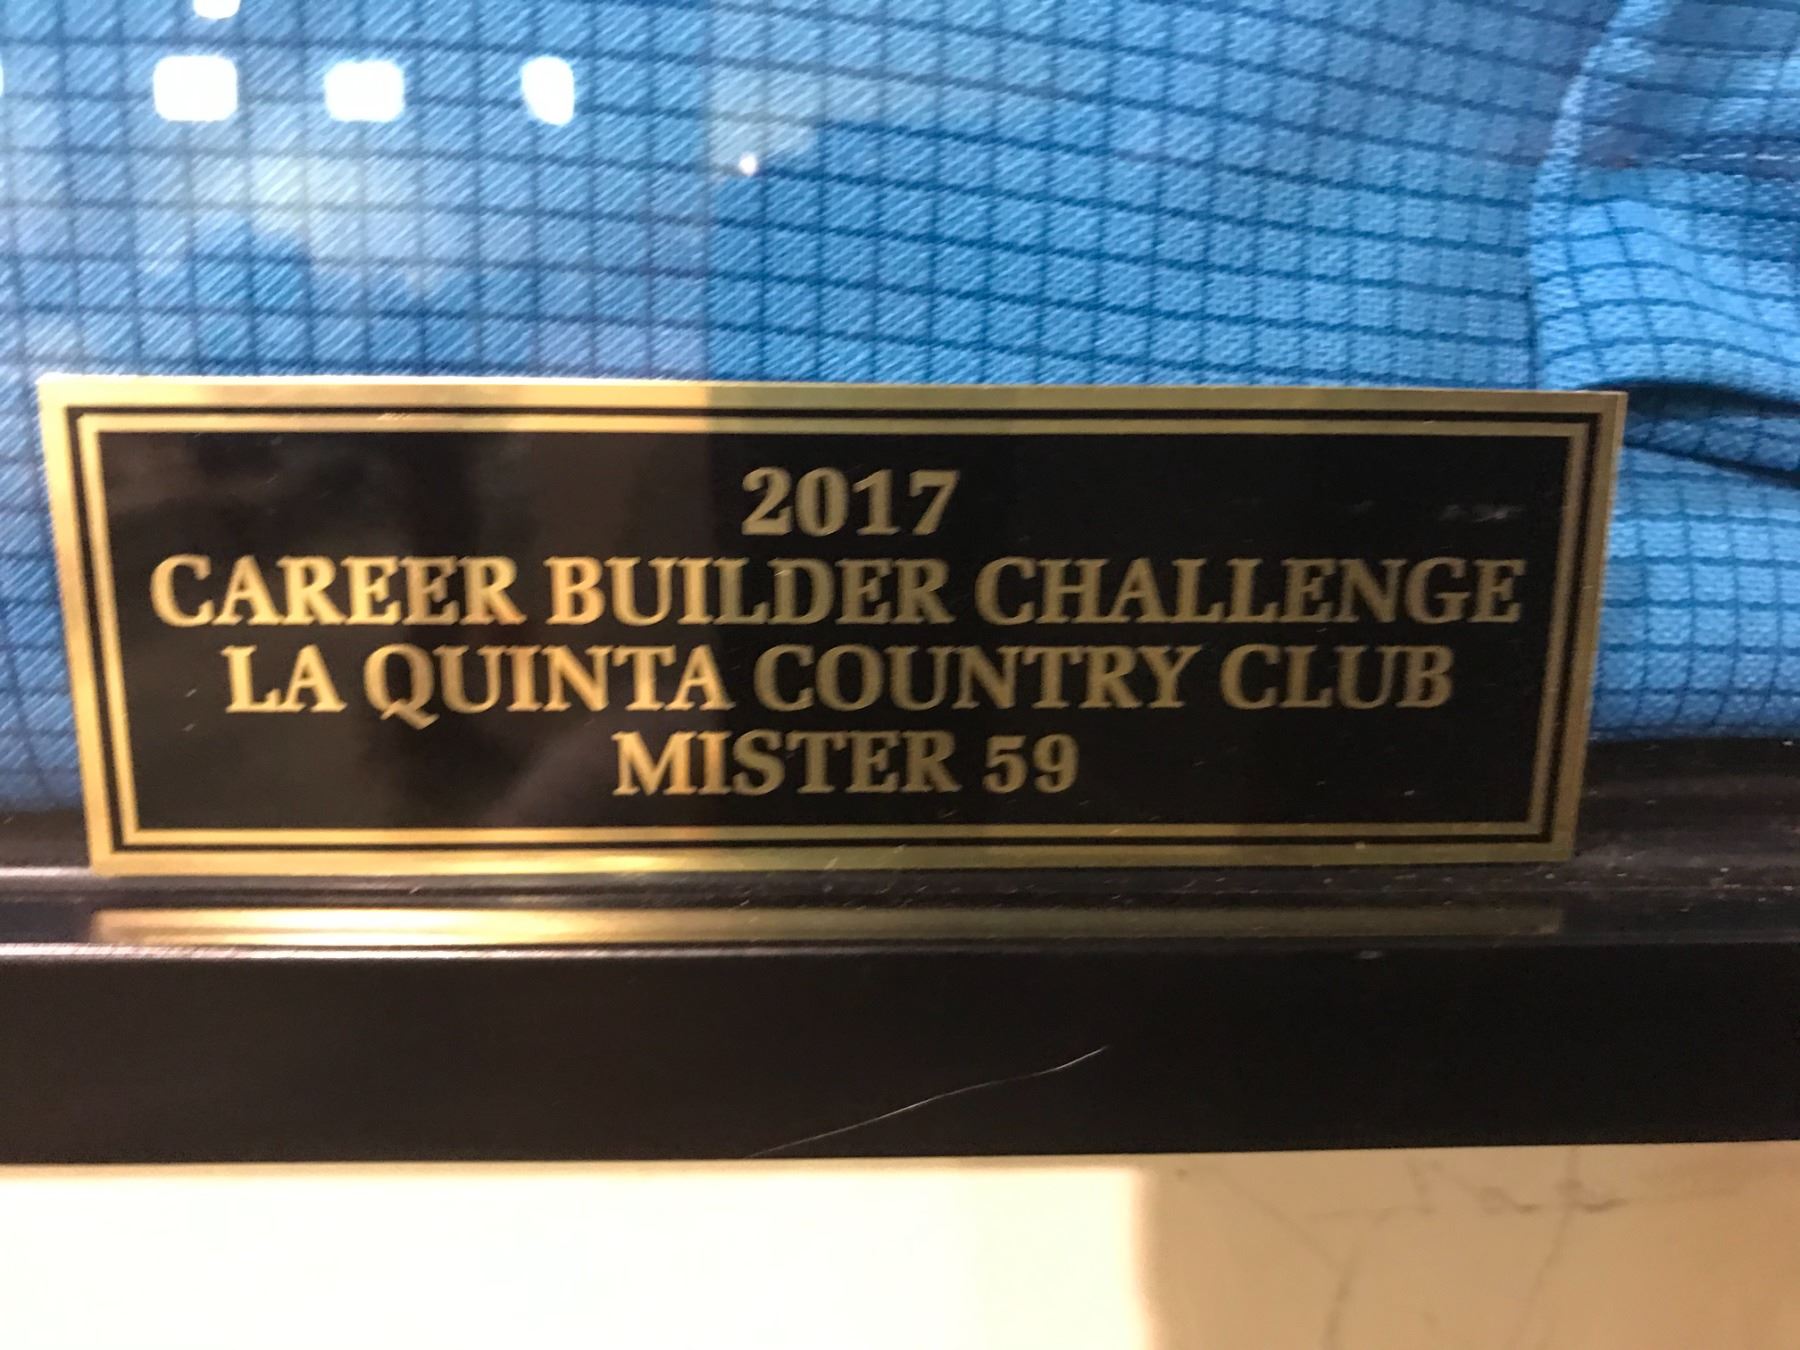 2017
CAREER BUILDER CHALLENGE
LA QUINTA COUNTRY CLUB
MISTER 59